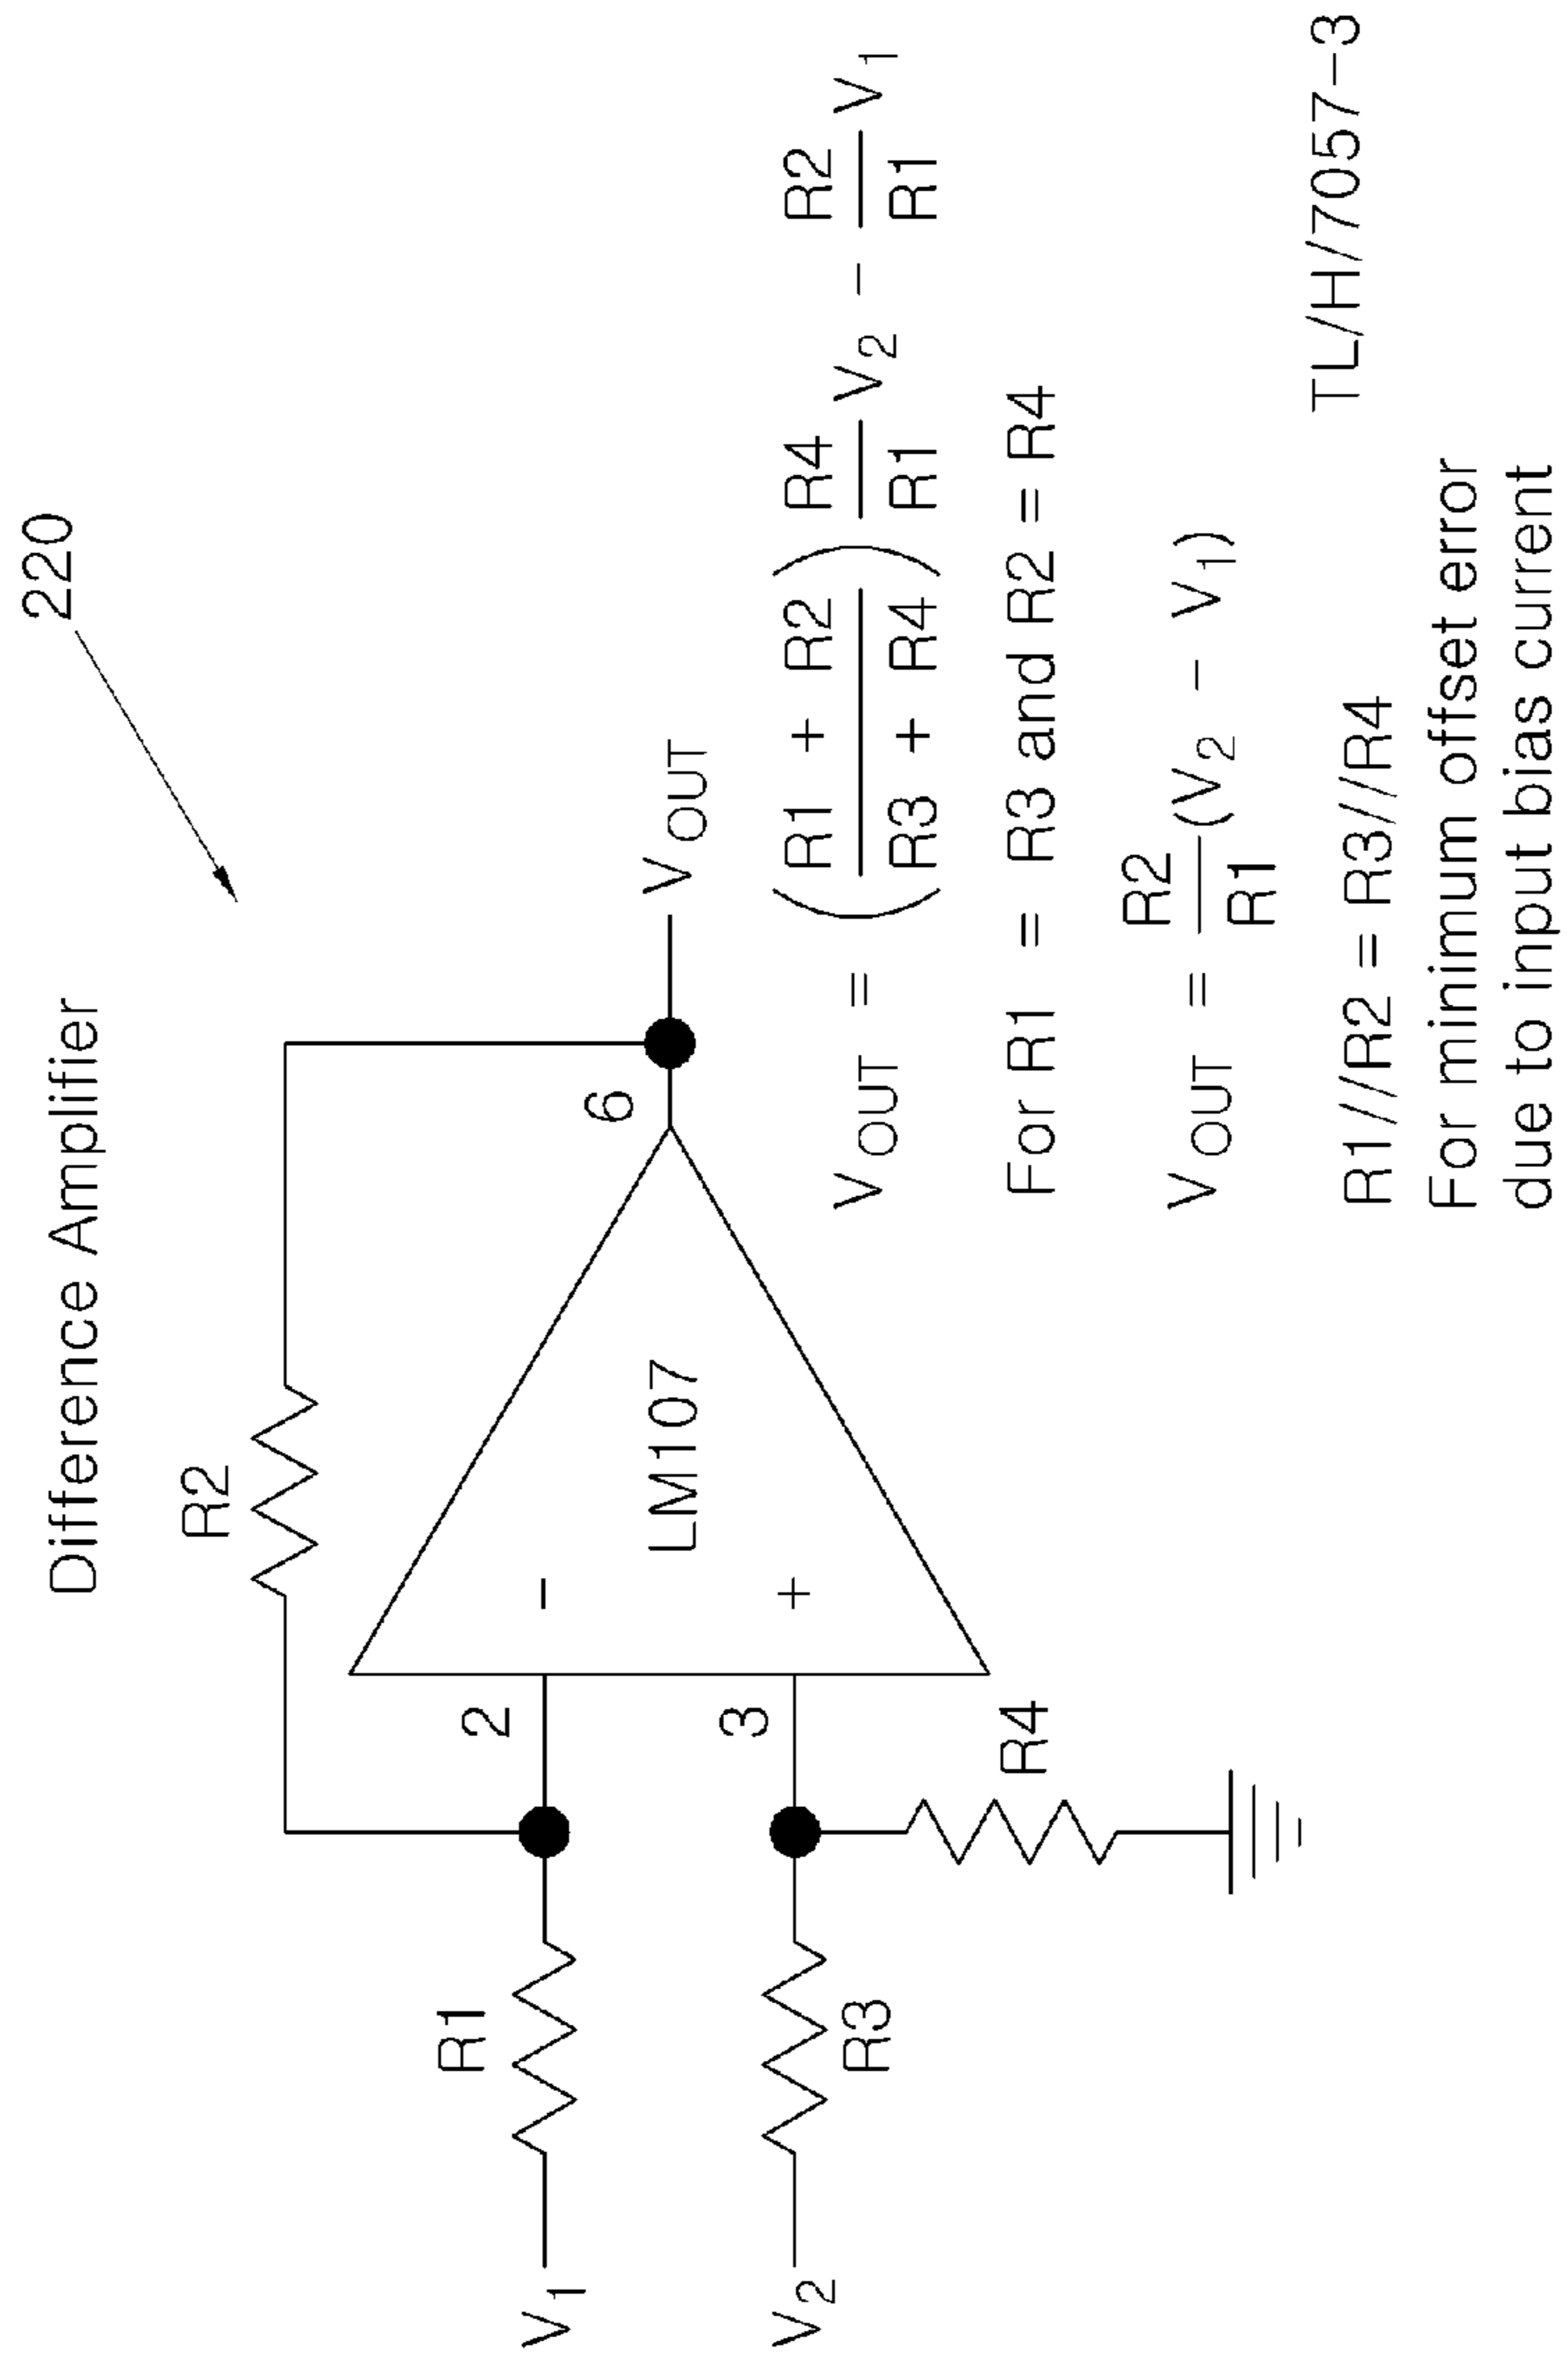 220
Difference Amplifier
R2
R1
V1
2
-
LM107
6
VOUT
V2
R3
3
+
R4
VOUT = ( R1 + R2 / R3 + R4 ) R4 / R1 V2 - R2 / R1 V1
For R1 = R3 and R2 = R4
VOUT = R2 / R1 (V2 - V1)
TL/H/7057-3
R1//R2 = R3//R4
For minimum offset error
due to input bias current